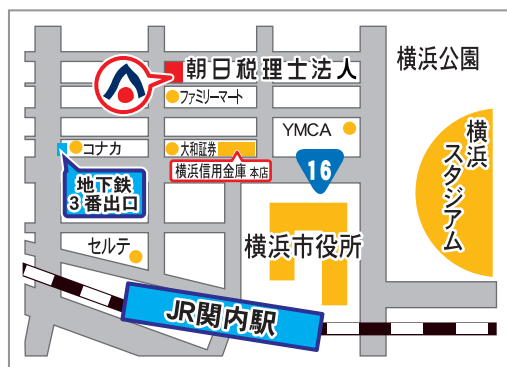 朝日税理士法人
横浜公園
ファミリーマート
YMCA
コナカ
大和証券
横浜信用金庫 本店
16
横浜
スタジアム
地下鉄
3番出口
セルテ
横浜市役所
JR関内駅